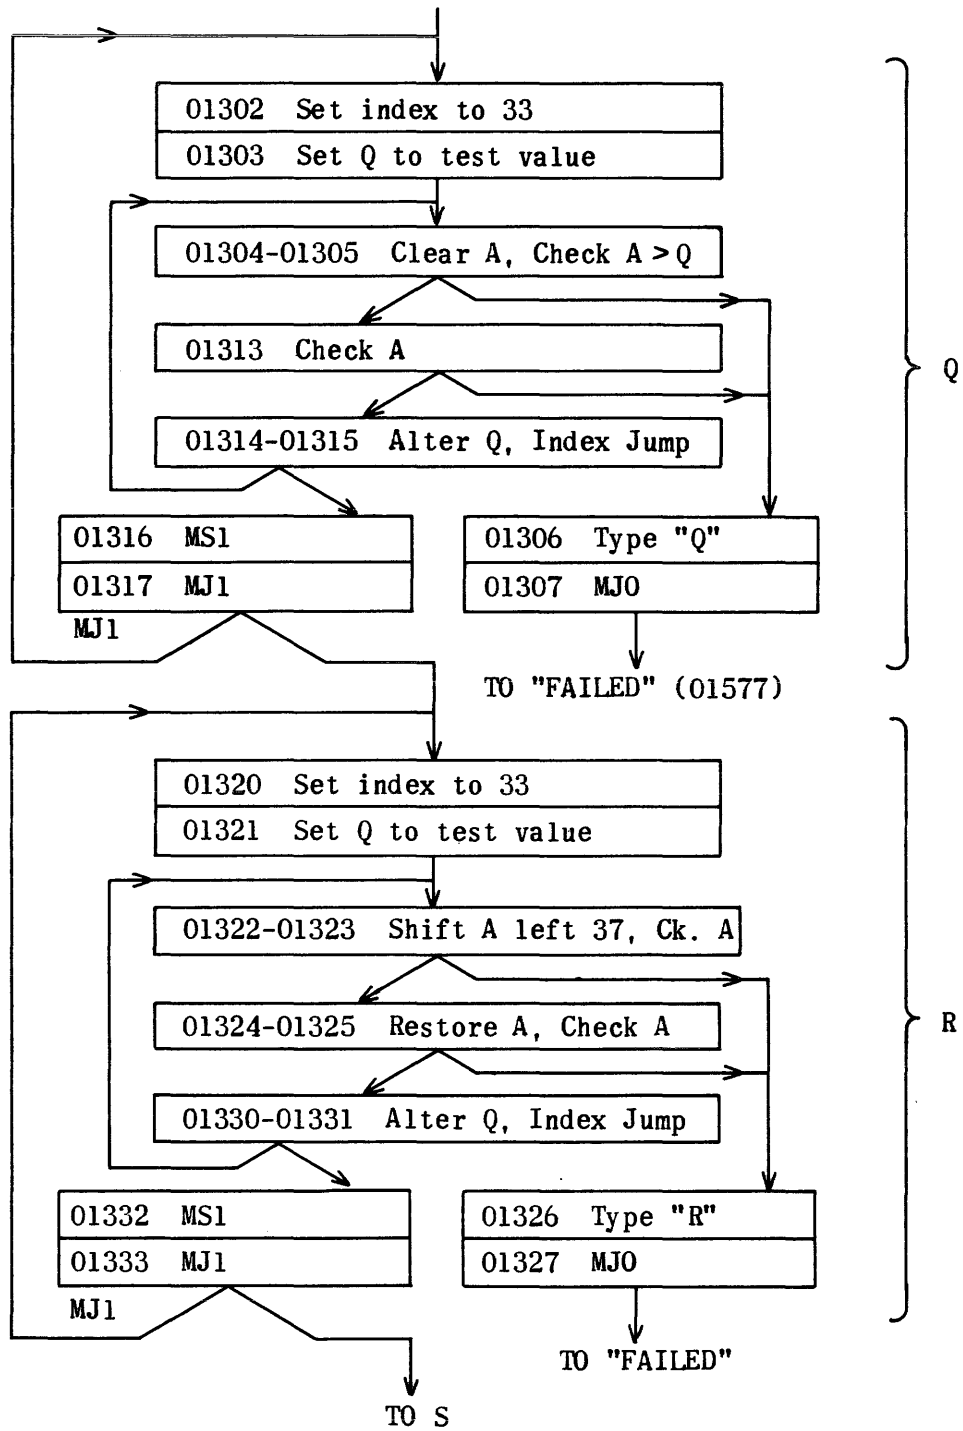 01302 Set index to 33
01303 Set Q to test value
01304-01305 Clear A, Check A > Q
01313 Check A
Q
01314-01315 Alter Q, Index Jump
01316 MS1
01306 Type "Q"
01317 MJ1
01307 MJO
MJ1
TO "FAILED" (01577)
01320 Set index to 33
01321 Set Q to test value
01322-01323 Shift A left 37, Ck. A
01324-01325 Restore A, Check A
R
01330-01331 Alter Q, Index Jump
01332 MS1
01326 Type "R"
01333 MJ1
01327 MJO
MJ1
TO "FAILED"
TO S